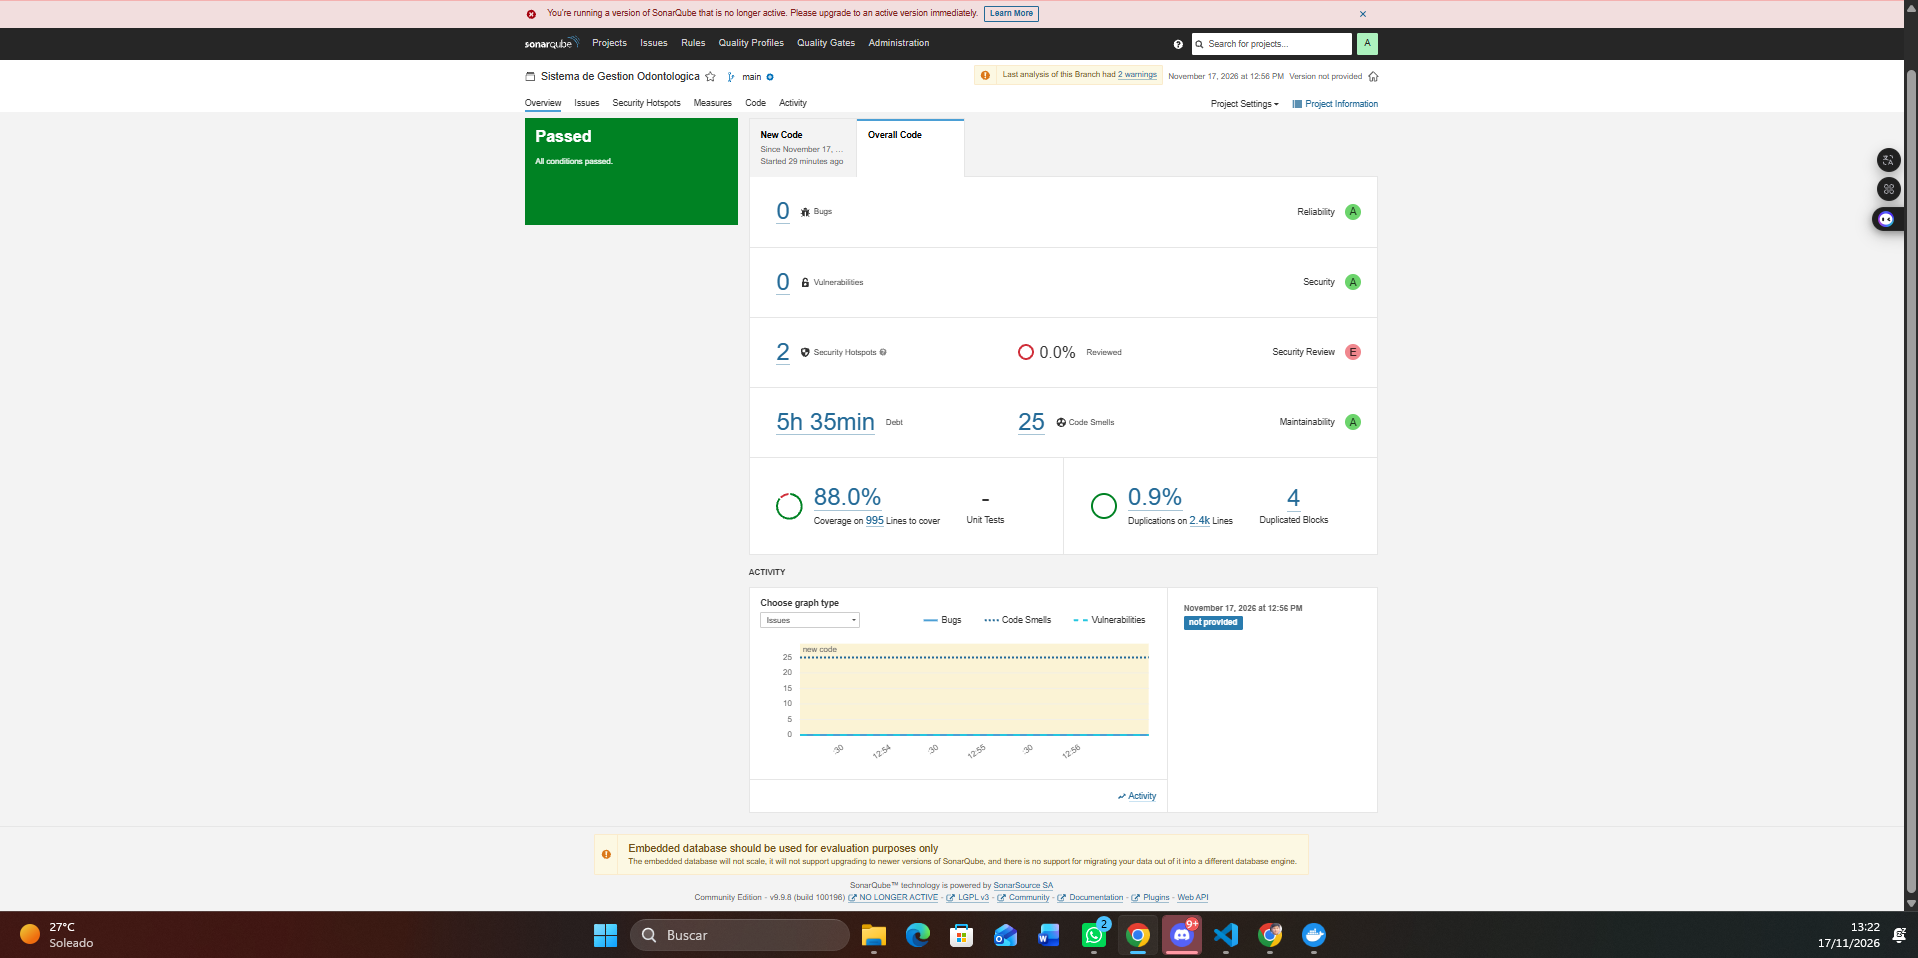 You're running a version of SonarQube that is no longer active. Please upgrade to an active version immediately. Learn More
sonarqube Projects Issues Rules Quality Profiles Quality Gates Administration Search for projects... A
Sistema de Gestion Odontologica main Last analysis of this Branch had 2 warnings November 17, 2026 at 12:56 PM Version not provided
Overview Issues Security Hotspots Measures Code Activity Project Settings Project Information
Passed
All conditions passed.
New Code
Since November 17, ...
Started 29 minutes ago
Overall Code
0 Bugs Reliability A
0 Vulnerabilities Security A
2 Security Hotspots 0.0% Reviewed Security Review E
5h 35min Debt 25 Code Smells Maintainability A
88.0%
Coverage on 995 Lines to cover
-
Unit Tests
0.9%
Duplications on 2.4k Lines
4
Duplicated Blocks
ACTIVITY
Choose graph type
Issues
Bugs Code Smells Vulnerabilities
new code
25
20
15
10
5
0
:30 12:54 :30 12:55 :30 12:56
Activity
November 17, 2026 at 12:56 PM
not provided
Embedded database should be used for evaluation purposes only
The embedded database will not scale, it will not support upgrading to newer versions of SonarQube, and there is no support for migrating your data out of it into a different database engine.
SonarQube™ technology is powered by SonarSource SA
Community Edition - v9.9.8 (build 100196) NO LONGER ACTIVE - LGPL v3 - Community - Documentation - Plugins - Web API
27°C
Soleado
Buscar
2
9+
13:22
17/11/2026